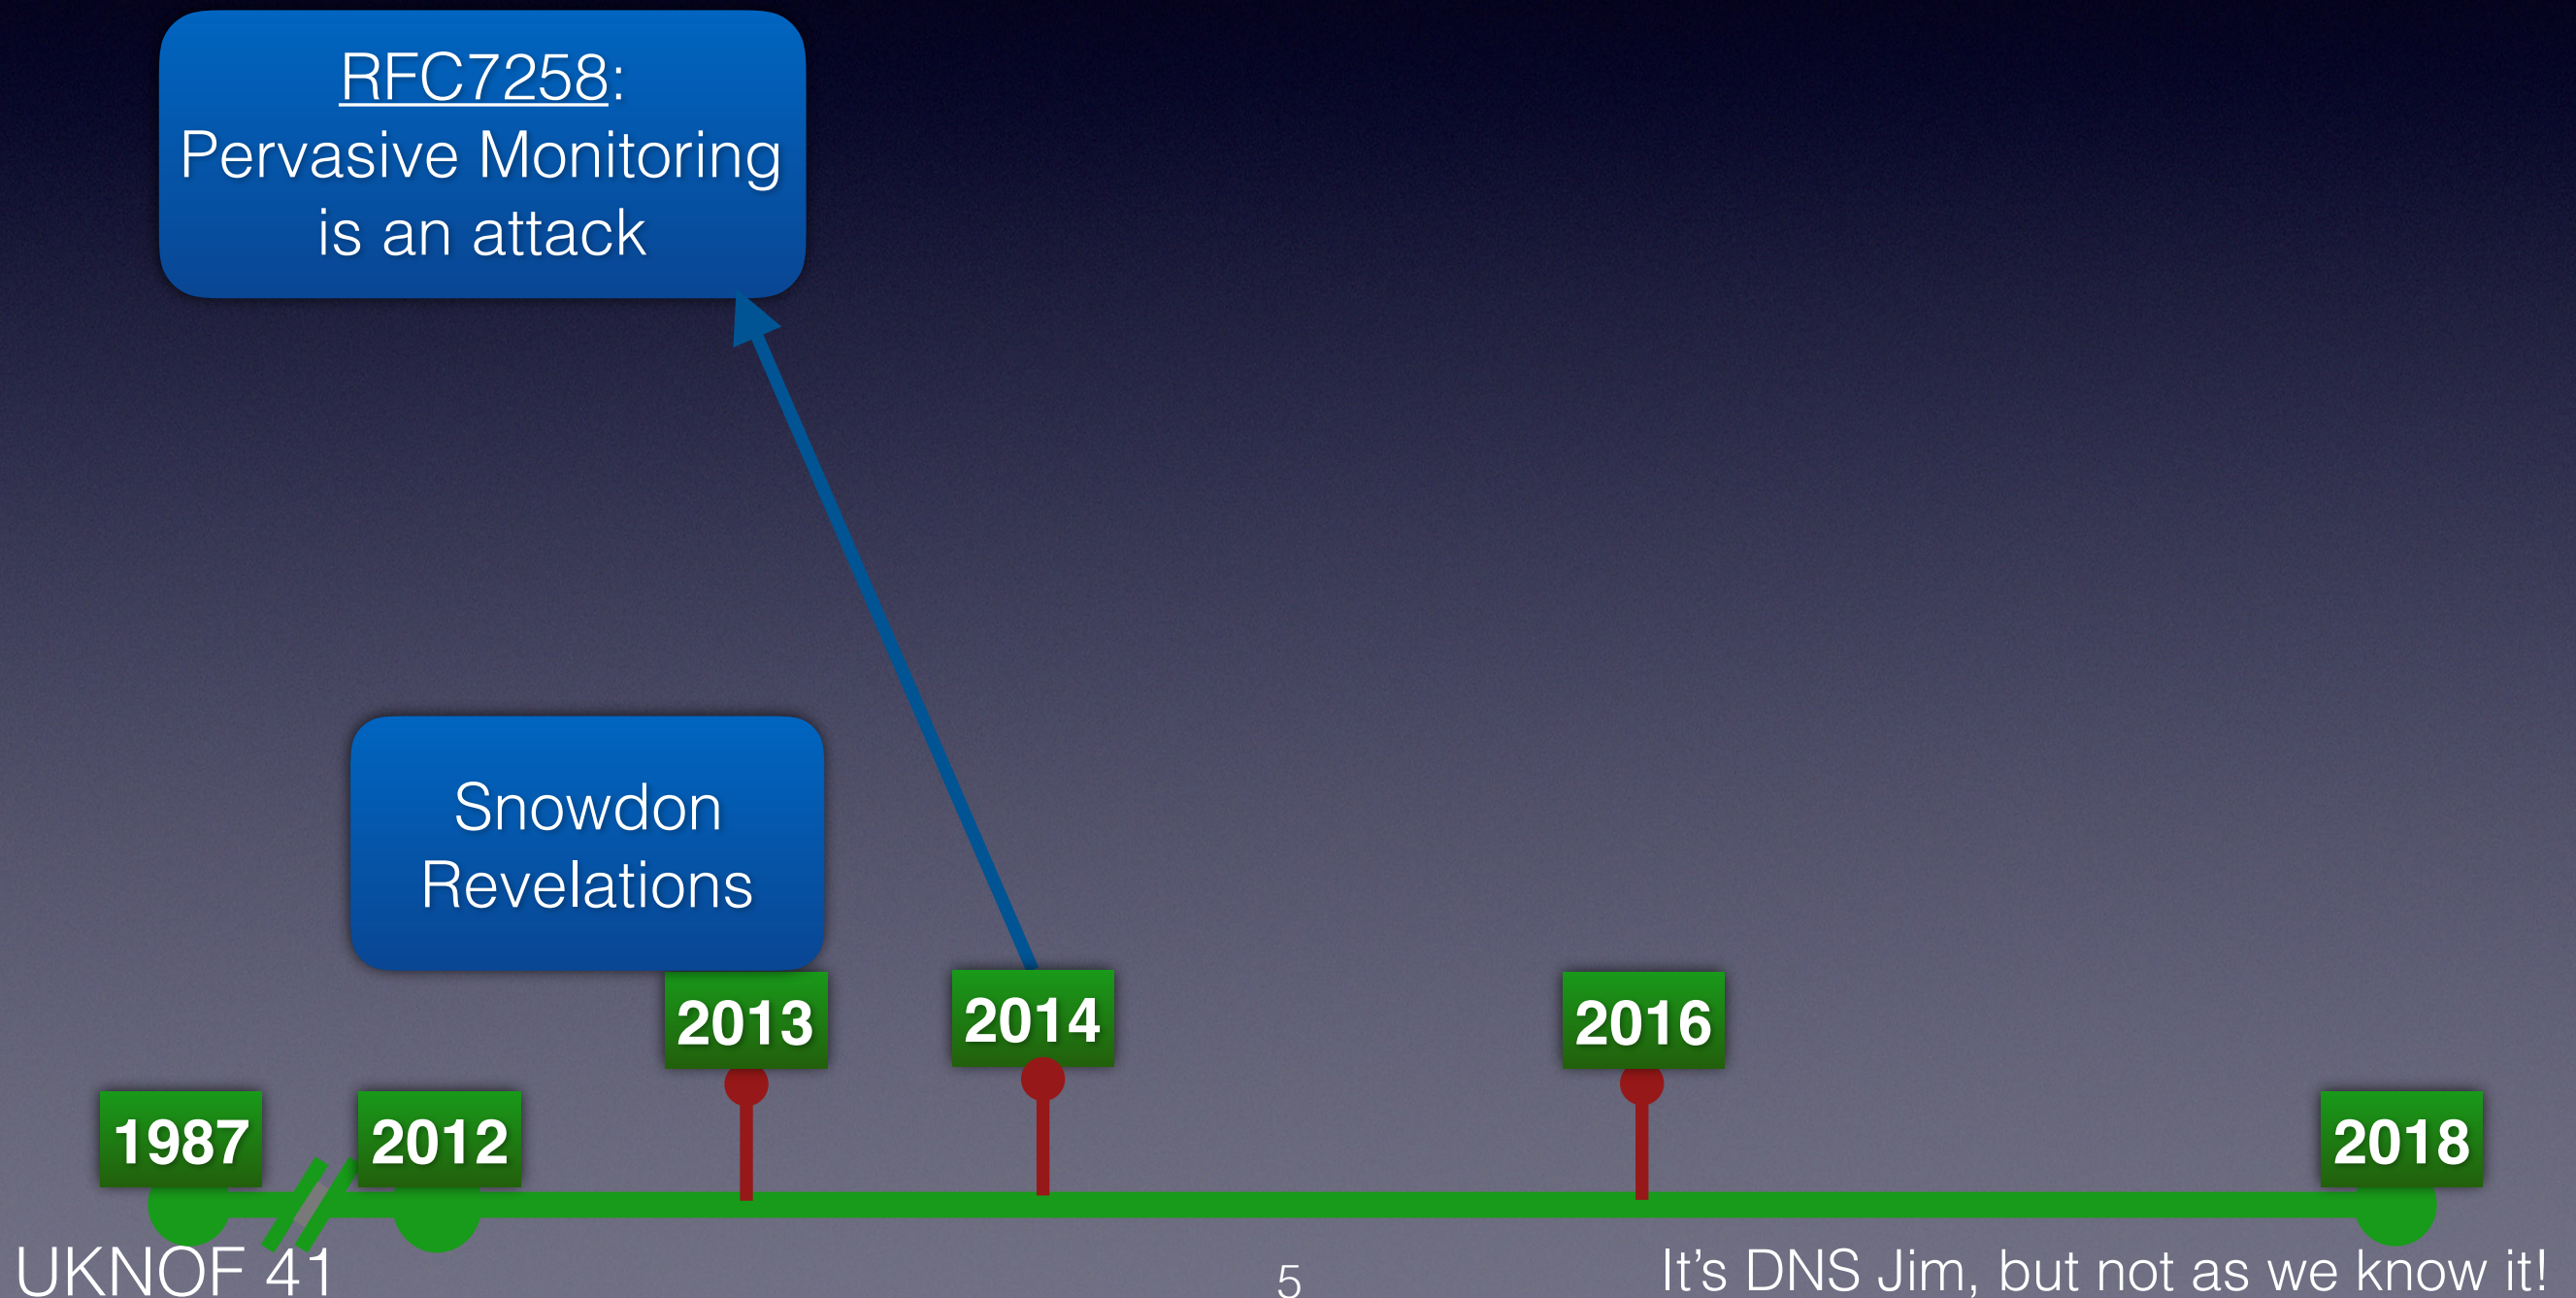 RFC7258:
Pervasive Monitoring
is an attack
Snowdon
Revelations
2013
2014
2016
1987
2012
2018
UKNOF 41
5
It's DNS Jim, but not as we know it!